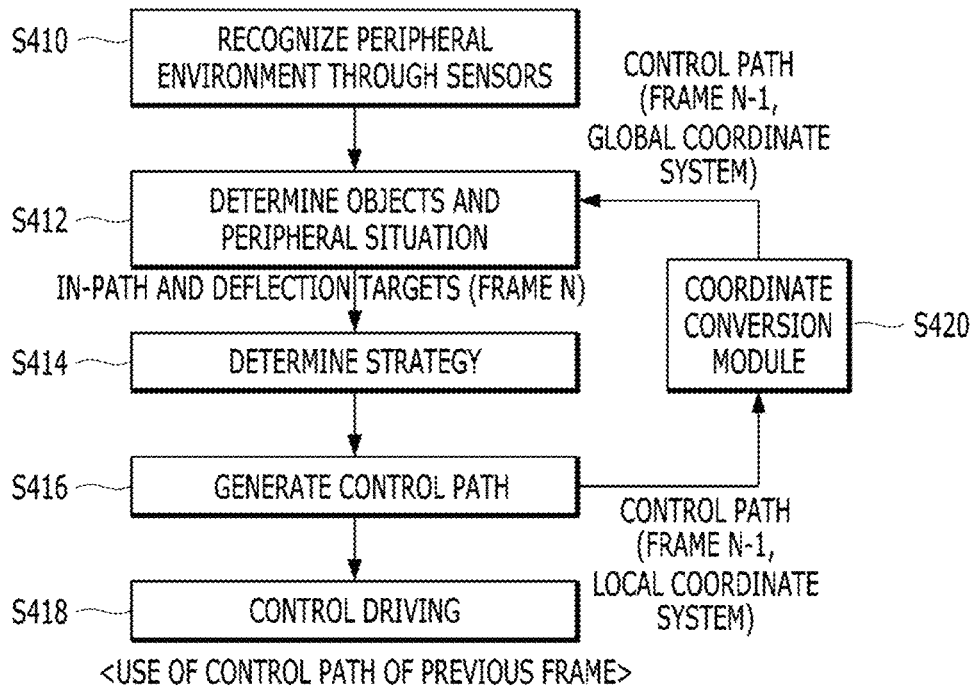 S410
RECOGNIZE PERIPHERAL
ENVIRONMENT THROUGH SENSORS
CONTROL PATH
(FRAME N-1,
GLOBAL COORDINATE
SYSTEM)
S412
DETERMINE OBJECTS AND
PERIPHERAL SITUATION
IN-PATH AND DEFLECTION TARGETS (FRAME N)
COORDINATE
CONVERSION
MODULE
S420
S414
DETERMINE STRATEGY
S416
GENERATE CONTROL PATH
CONTROL PATH
(FRAME N-1,
LOCAL COORDINATE
SYSTEM)
S418
CONTROL DRIVING
<USE OF CONTROL PATH OF PREVIOUS FRAME>